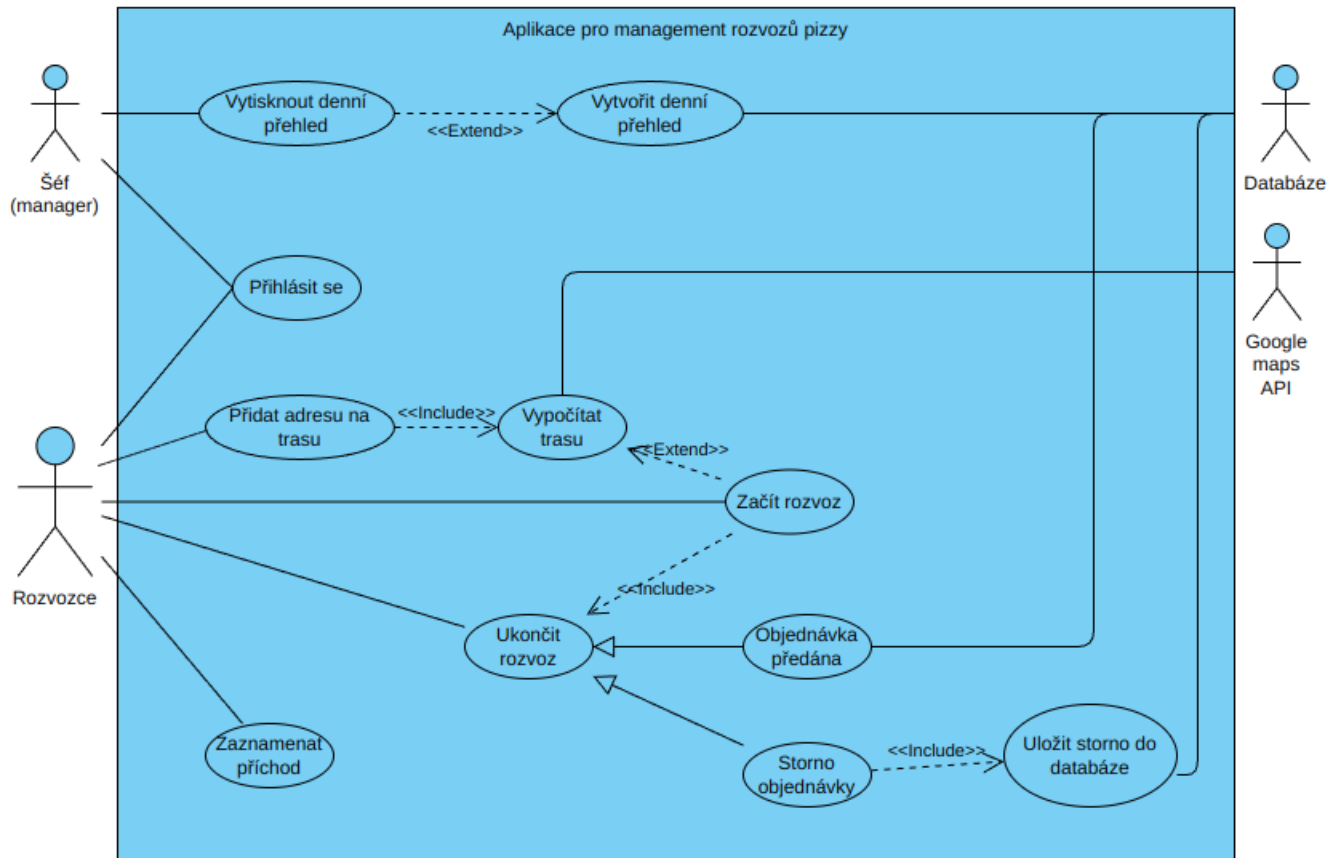 Aplikace pro management rozvozů pizzy
Vytisknout denní
přehled
<<Extend>>
Vytvořit denní
přehled
Šéf
(manager)
Databáze
Přihlásit se
Google
maps
API
Přidat adresu na
trasu
<<Include>>
Vypočítat
trasu
<<Extend>>
Začít rozvoz
Rozvozce
<<Include>>
Ukončit
rozvoz
Objednávka
předána
Zaznamenat
příchod
Storno
objednávky
<<Include>>
Uložit storno do
databáze